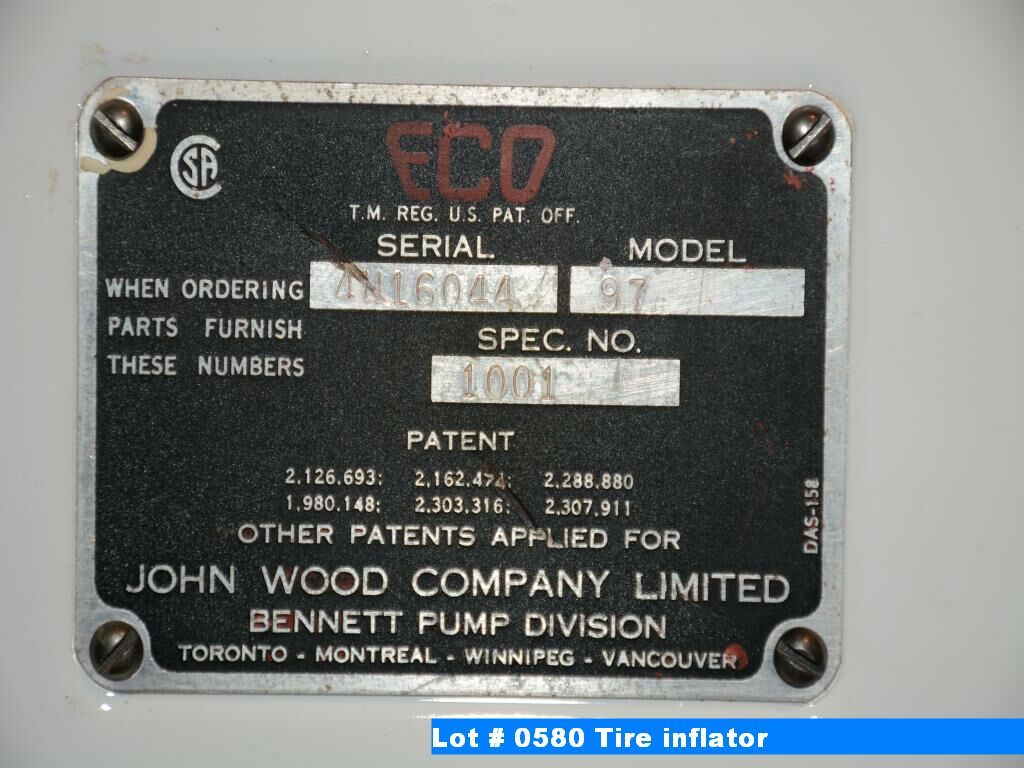 CSA
ECO
T.M. REG. U.S. PAT. OFF.
SERIAL MODEL
WHEN ORDERING 4N16044 97
PARTS FURNISH SPEC. NO.
THESE NUMBERS 1001
PATENT
2,126,693; 2,162,474; 2,288,880
1,980,148; 2,303,316; 2,307,911
OTHER PATENTS APPLIED FOR
DAS-158
JOHN WOOD COMPANY LIMITED
BENNETT PUMP DIVISION
TORONTO - MONTREAL - WINNIPEG - VANCOUVER
Lot # 0580 Tire inflator